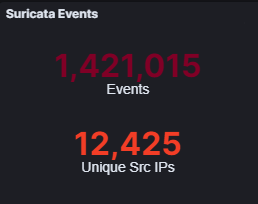 Suricata Events
1,421,015
Events
12,425
Unique Src IPs